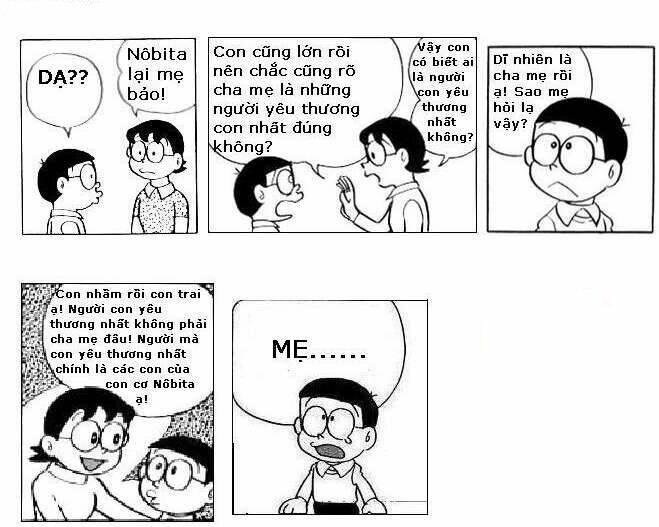 Nôbita
lại mẹ
bảo!
DẠ??
Con cũng lớn rồi
nên chắc cũng rõ
cha mẹ là những
người yêu thương
con nhất đúng
không?
Vậy con
có biết ai
là người
con yêu
thương
nhất
không?
Dĩ nhiên là
cha mẹ rồi
ạ! Sao mẹ
hỏi lạ
vậy?
Con nhầm rồi con trai
ạ! Người con yêu
thương nhất không phải
cha mẹ đâu! Người mà
con yêu thương nhất
chính là các con của
con cơ Nôbita
ạ!
MẸ......